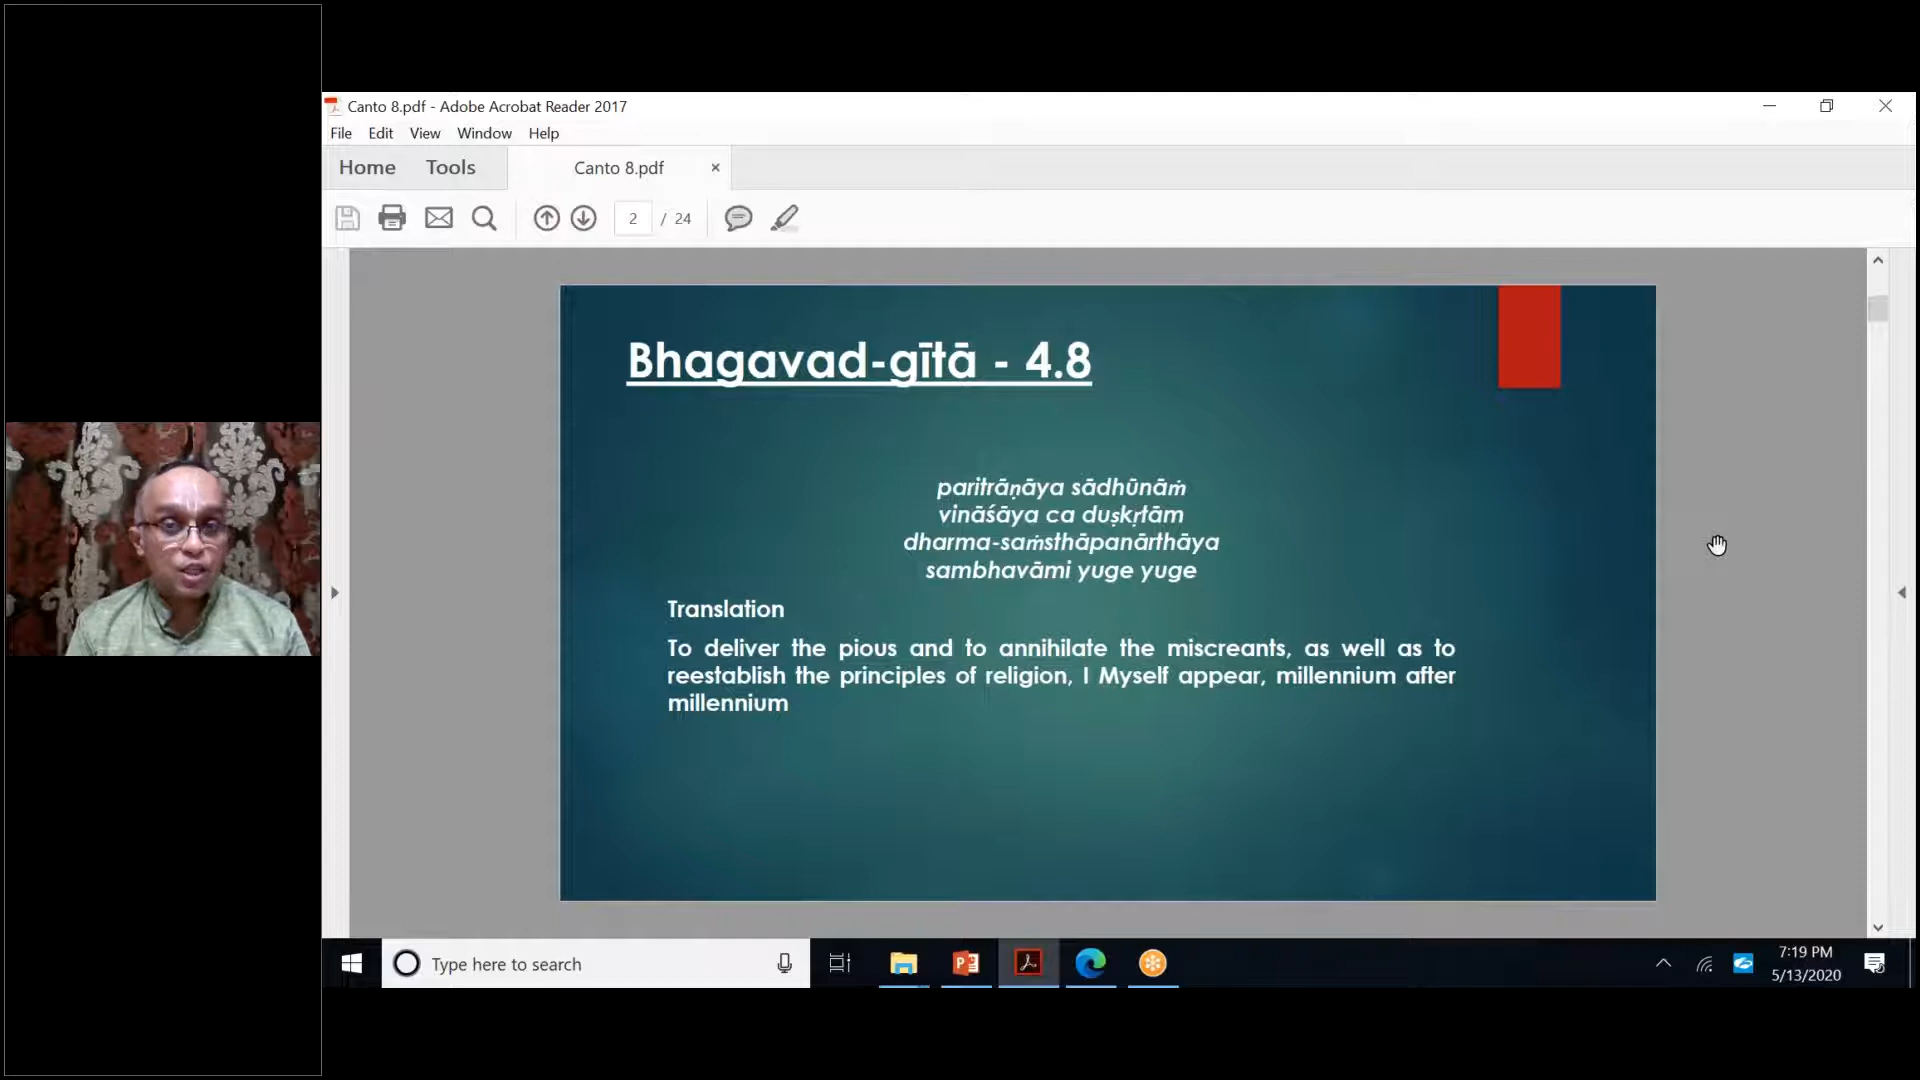 Canto 8.pdf - Adobe Acrobat Reader 2017
File Edit View Window Help
Home Tools Canto 8.pdf ×
2 / 24
Bhagavad-gītā - 4.8
paritrāṇāya sādhūnāṁ
vināśāya ca duṣkṛtām
dharma-saṁsthāpanārthāya
sambhavāmi yuge yuge
Translation
To deliver the pious and to annihilate the miscreants, as well as to
reestablish the principles of religion, I Myself appear, millennium after
millennium
Type here to search
7:19 PM
5/13/2020